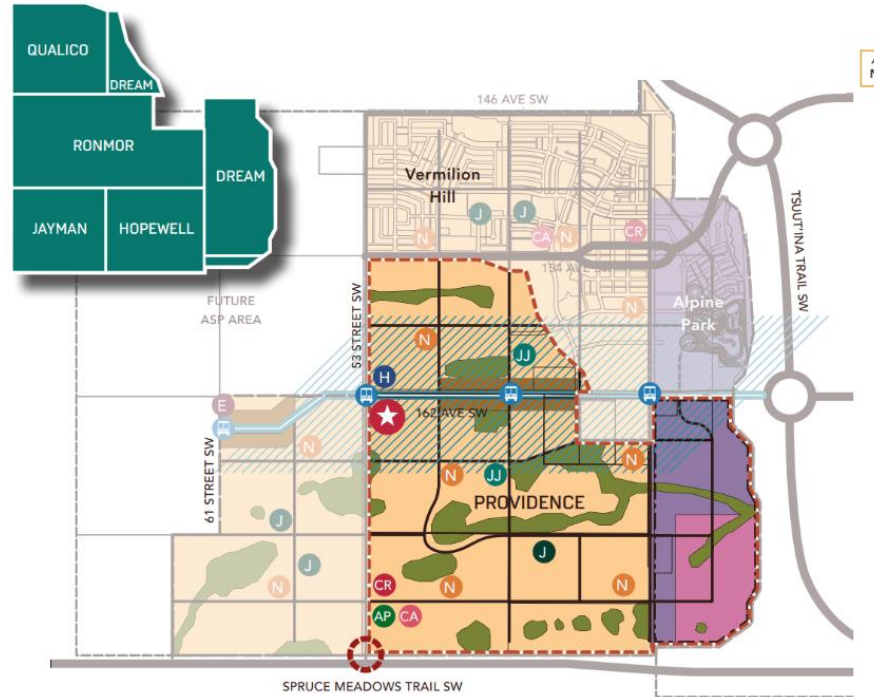 QUALICO
DREAM
RONMOR
DREAM
JAYMAN
HOPEWELL
146 AVE SW
Vermilion
Hill
J
J
N
CA
N
CR
154 AVE SW
TSUUT'INA TRAIL SW
FUTURE
ASP AREA
53 STREET SW
N
Alpine
Park
N
JJ
H
E
162 AVE SW
61 STREET SW
N
N
JJ
N
PROVIDENCE
J
J
J
N
CR
N
N
AP
CA
SPRUCE MEADOWS TRAIL SW